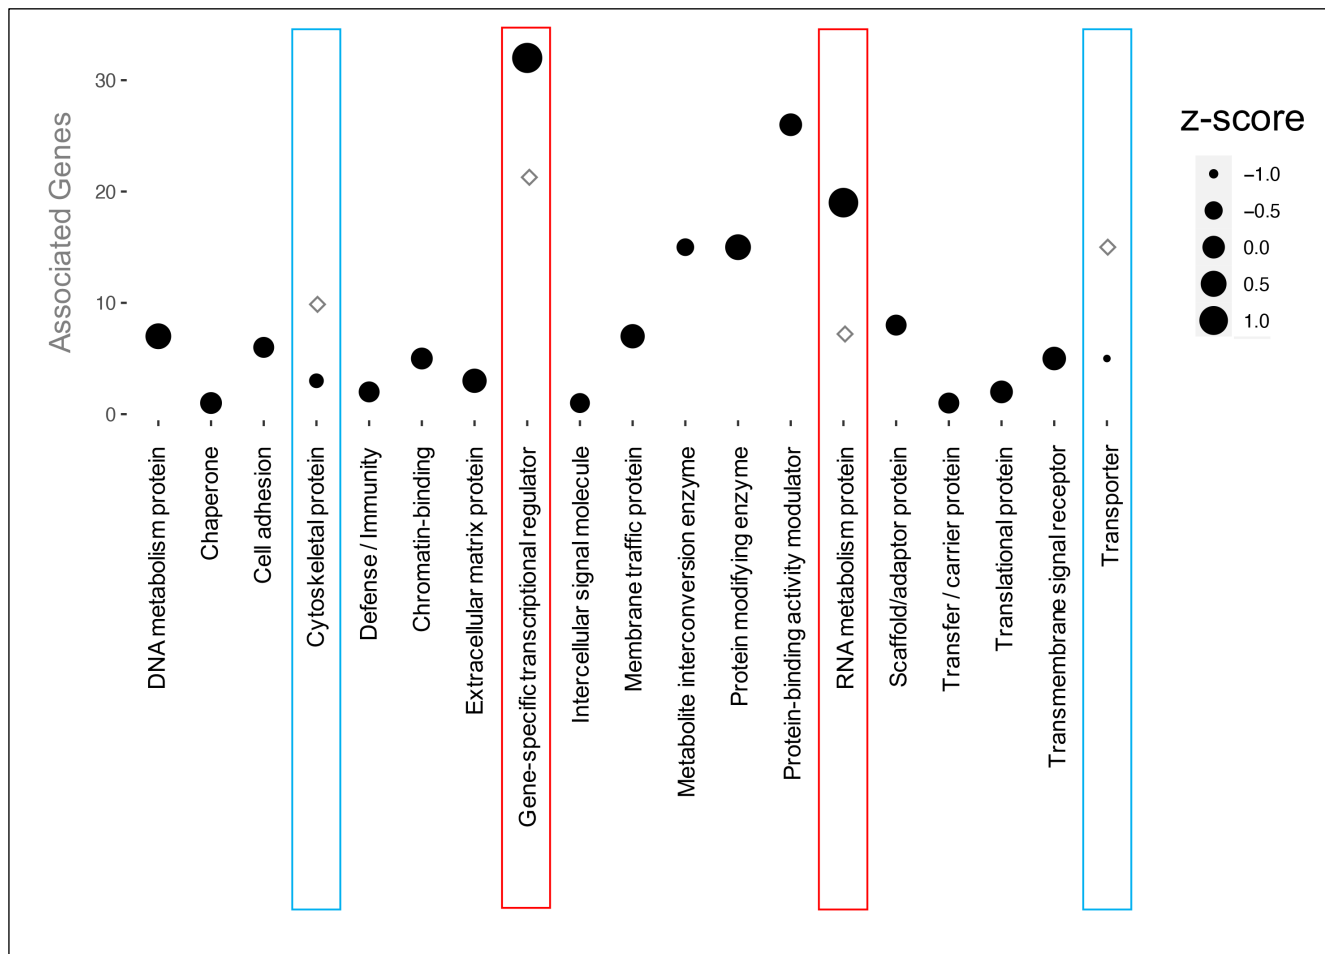 Associated Genes
30
20
10
0
DNA metabolism protein
Chaperone
Cell adhesion
Cytoskeletal protein
Defense / Immunity
Chromatin-binding
Extracellular matrix protein
Gene-specific transcriptional regulator
Intercellular signal molecule
Membrane traffic protein
Metabolite interconversion enzyme
Protein modifying enzyme
Protein-binding activity modulator
RNA metabolism protein
Scaffold/adaptor protein
Transfer / carrier protein
Translational protein
Transmembrane signal receptor
Transporter
z-score
−1.0
−0.5
0.0
0.5
1.0